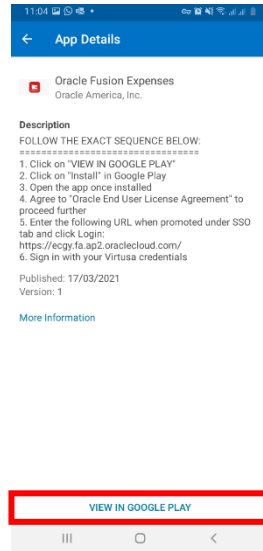 11:04
App Details
Oracle Fusion Expenses
Oracle America, Inc.
Description
FOLLOW THE EXACT SEQUENCE BELOW:
==================================
1. Click on "VIEW IN GOOGLE PLAY"
2. Click on "Install" in Google Play
3. Open the app once installed
4. Agree to "Oracle End User License Agreement" to
proceed further
5. Enter the following URL when promoted under SSO
tab and click Login:
https://ecgy.fa.ap2.oraclecloud.com/
6. Sign in with your Virtusa credentials
Published: 17/03/2021
Version: 1
More Information
VIEW IN GOOGLE PLAY